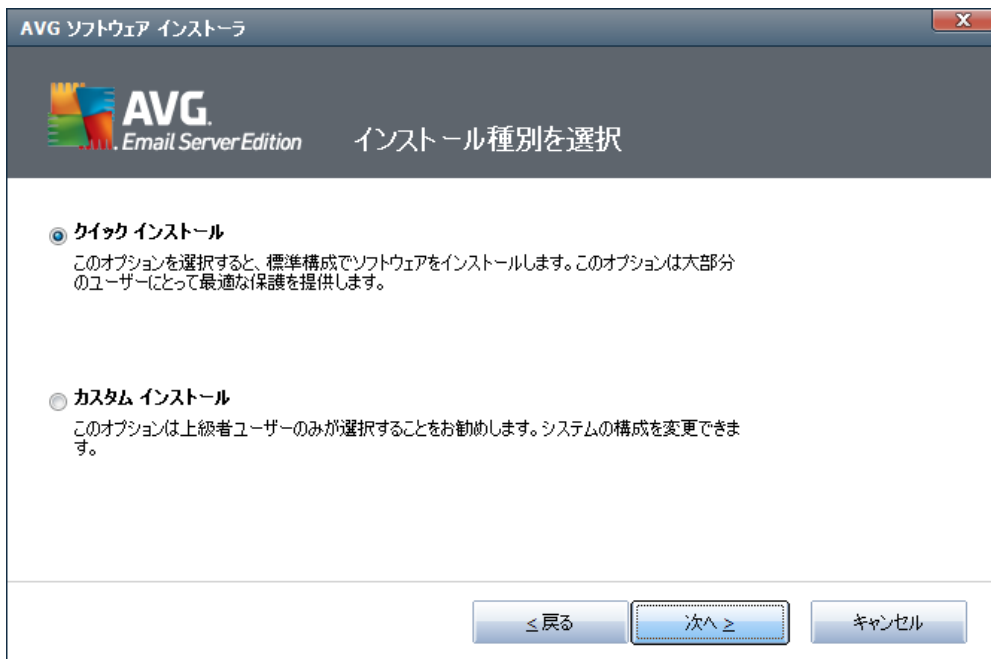 AVG ソフトウェア インストーラ
AVG.
Email Server Edition
インストール種別を選択
クイック インストール
このオプションを選択すると、標準構成でソフトウェアをインストールします。このオプションは大部分
のユーザーにとって最適な保護を提供します。
カスタム インストール
このオプションは上級者ユーザーのみが選択することをお勧めします。システムの構成を変更できま
す。
≤ 戻る
次へ ≥
キャンセル